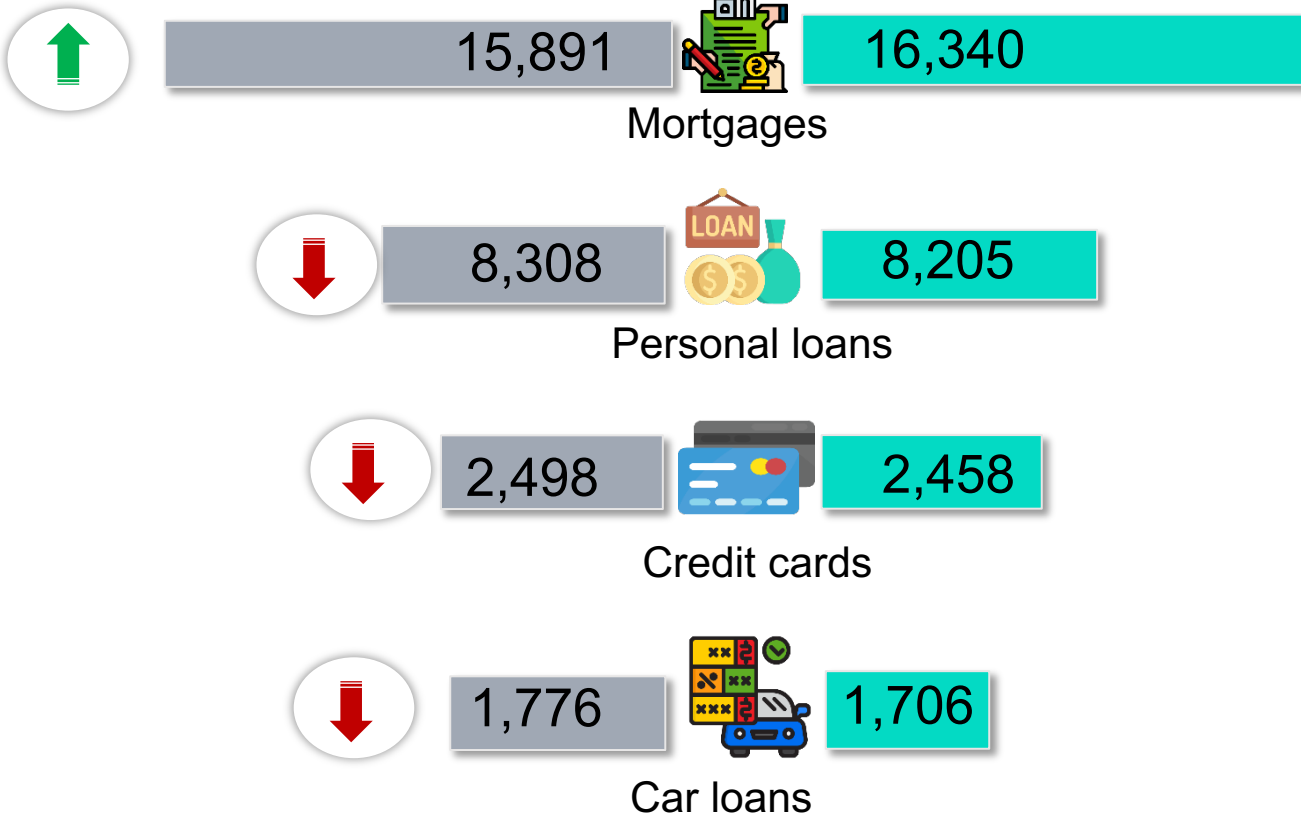 15,891 16,340
Mortgages
LOAN
8,308 8,205
Personal loans
2,498 2,458
Credit cards
1,776 1,706
Car loans